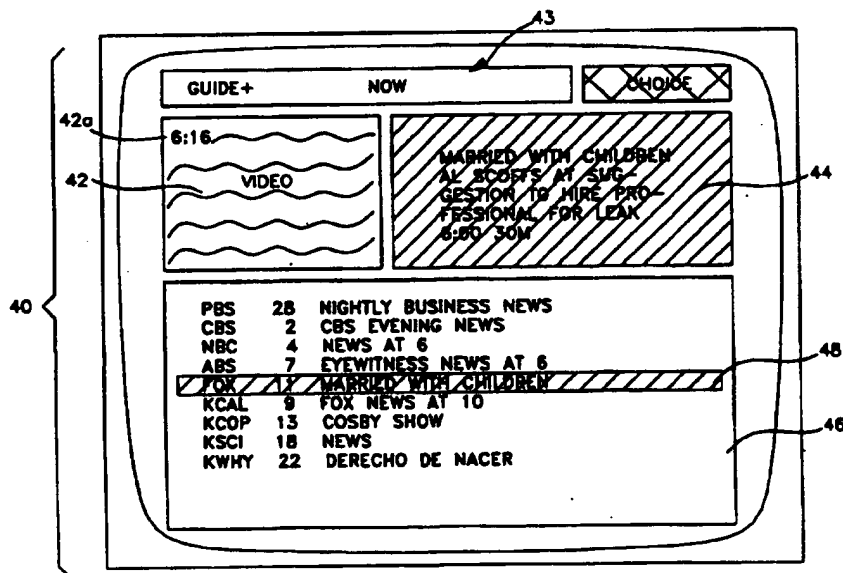 43
GUIDE+ NOW CHOICE
42a
6:16
42
VIDEO
MARRIED WITH CHILDREN
AL SCOFFS AT SUG-
GESTION TO HIRE PRO-
FESSIONAL FOR LEAK
6:00 30M
44
40
PBS 28 NIGHTLY BUSINESS NEWS
CBS 2 CBS EVENING NEWS
NBC 4 NEWS AT 6
ABS 7 EYEWITNESS NEWS AT 6
FOX 11 MARRIED WITH CHILDREN
48
KCAL 9 FOX NEWS AT 10
KCOP 13 COSBY SHOW
46
KSCI 18 NEWS
KWHY 22 DERECHO DE NACER